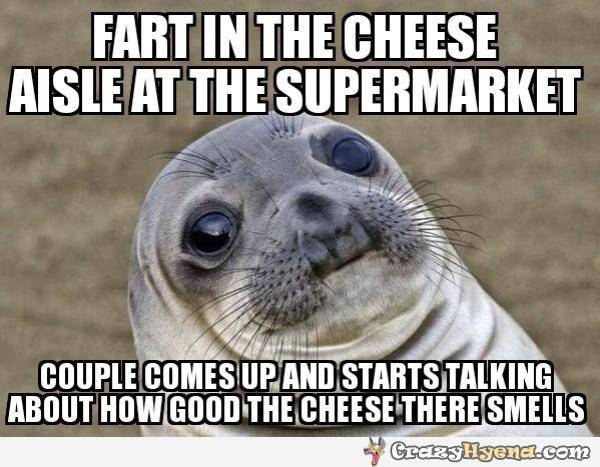 FART IN THE CHEESE
AISLE AT THE SUPERMARKET
COUPLE COMES UP AND STARTS TALKING
ABOUT HOW GOOD THE CHEESE THERE SMELLS
CrazyHyena.com